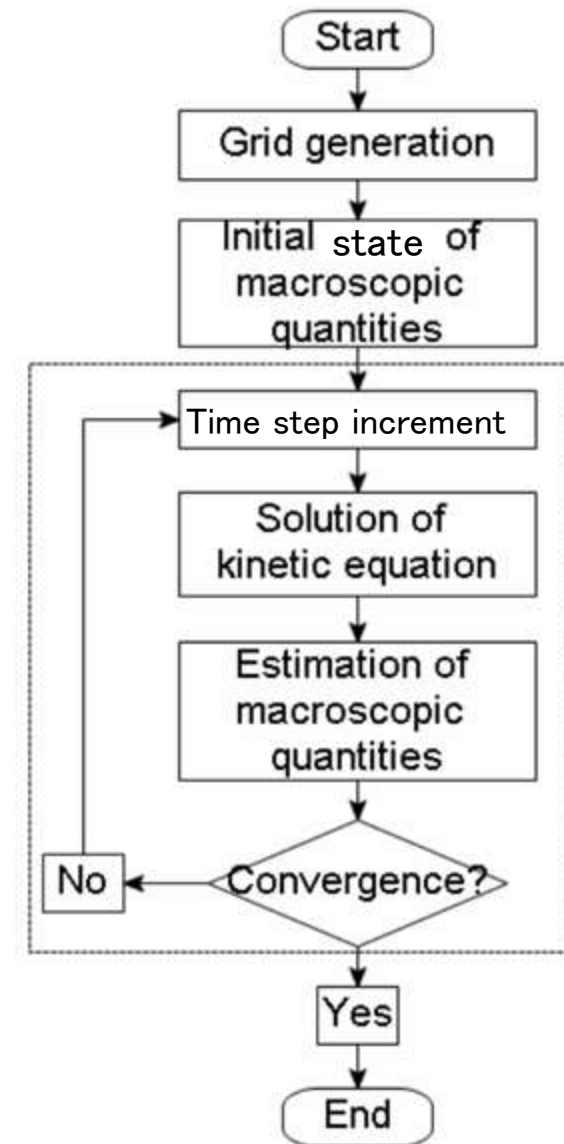 Start
Grid generation
Initial state of
macroscopic
quantities
Time step increment
Solution of
kinetic equation
Estimation of
macroscopic
quantities
No
Convergence?
Yes
End